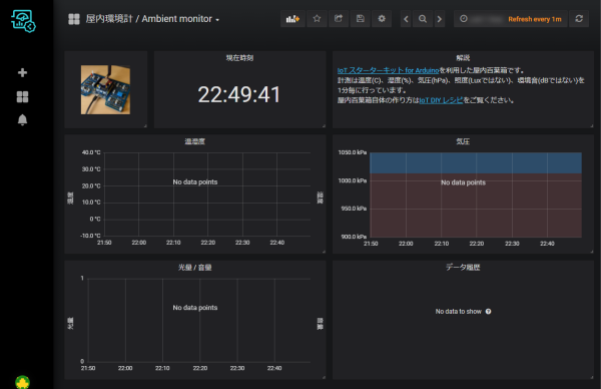 屋内環境計 / Ambient monitor
Refresh every 1m
現在時刻
22:49:41
解説
IoT スターターキット for Arduinoを利用した屋内百葉箱です。
計測は温度(C)、湿度(%)、気圧(hPa)、照度(Luxではない)、環境音(dBではない)を
1分毎に行っています。
屋内百葉箱自体の作り方はIoT DIY レシピをご覧ください。
温湿度
40.0 °C
30.0 °C
20.0 °C
10.0 °C
0 °C
-10.0 °C
温度
湿度
No data points
21:50 22:00 22:10 22:20 22:30 22:40
気圧
1050.0 kPa
1000.0 kPa
950.0 kPa
900.0 kPa
No data points
21:50 22:00 22:10 22:20 22:30 22:40
光量 / 音量
1
0
光量
No data points
21:50 22:00 22:10 22:20 22:30 22:40
データ履歴
No data to show